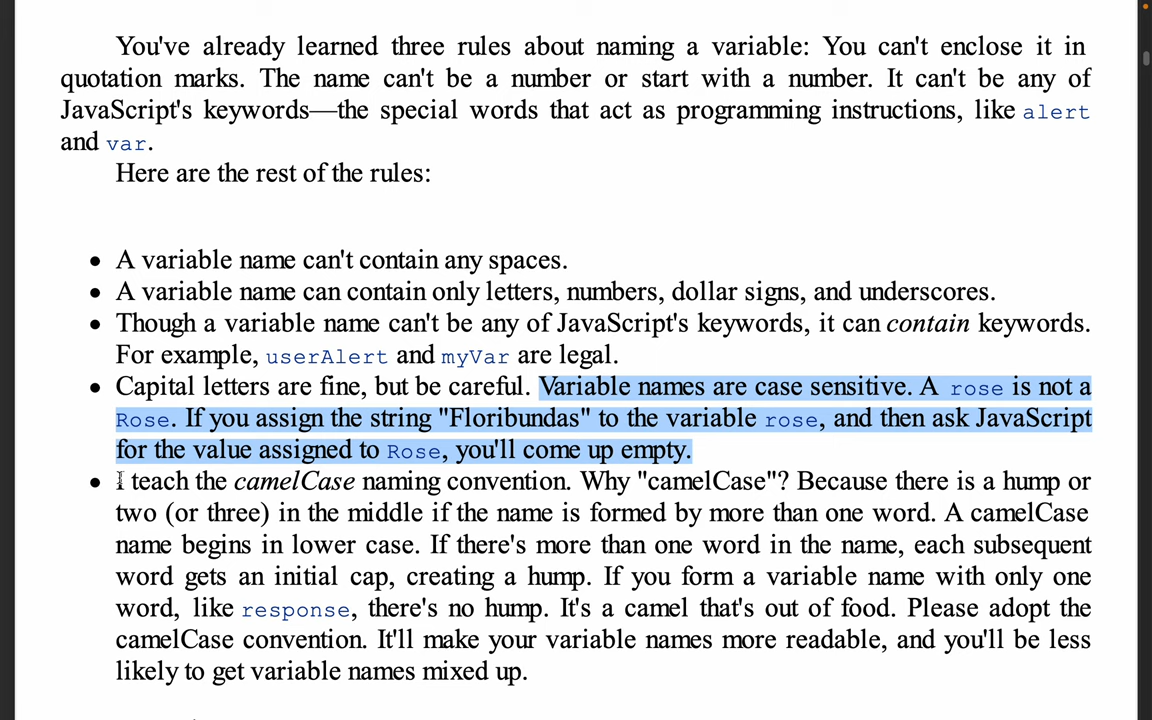 You've already learned three rules about naming a variable: You can't enclose it in
quotation marks. The name can't be a number or start with a number. It can't be any of
JavaScript's keywords—the special words that act as programming instructions, like alert
and var.
Here are the rest of the rules:
• A variable name can't contain any spaces.
• A variable name can contain only letters, numbers, dollar signs, and underscores.
• Though a variable name can't be any of JavaScript's keywords, it can contain keywords.
For example, userAlert and myVar are legal.
• Capital letters are fine, but be careful. Variable names are case sensitive. A rose is not a
Rose. If you assign the string "Floribundas" to the variable rose, and then ask JavaScript
for the value assigned to Rose, you'll come up empty.
• I teach the camelCase naming convention. Why "camelCase"? Because there is a hump or
two (or three) in the middle if the name is formed by more than one word. A camelCase
name begins in lower case. If there's more than one word in the name, each subsequent
word gets an initial cap, creating a hump. If you form a variable name with only one
word, like response, there's no hump. It's a camel that's out of food. Please adopt the
camelCase convention. It'll make your variable names more readable, and you'll be less
likely to get variable names mixed up.